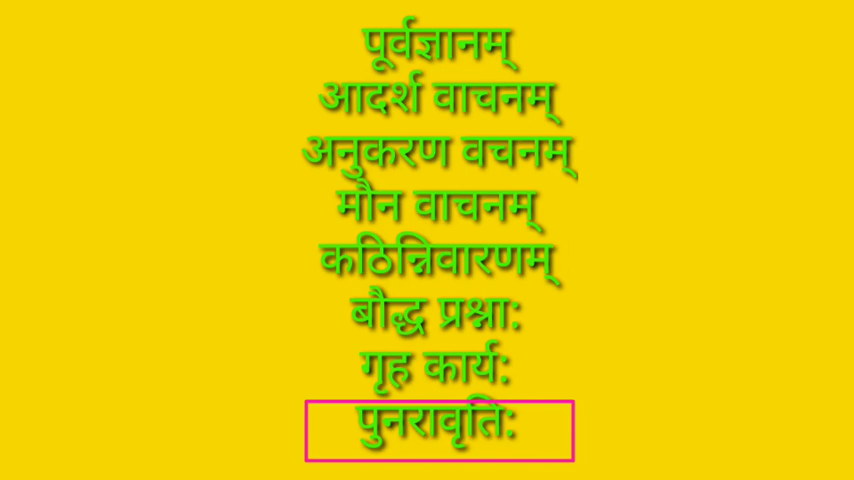 पूर्वज्ञानम्
आदर्श वाचनम्
अनुकरण वचनम्
मौन वाचनम्
कठिन्निवारणम्
बौद्ध प्रश्ना:
गृह कार्य:
पुनरावृति: